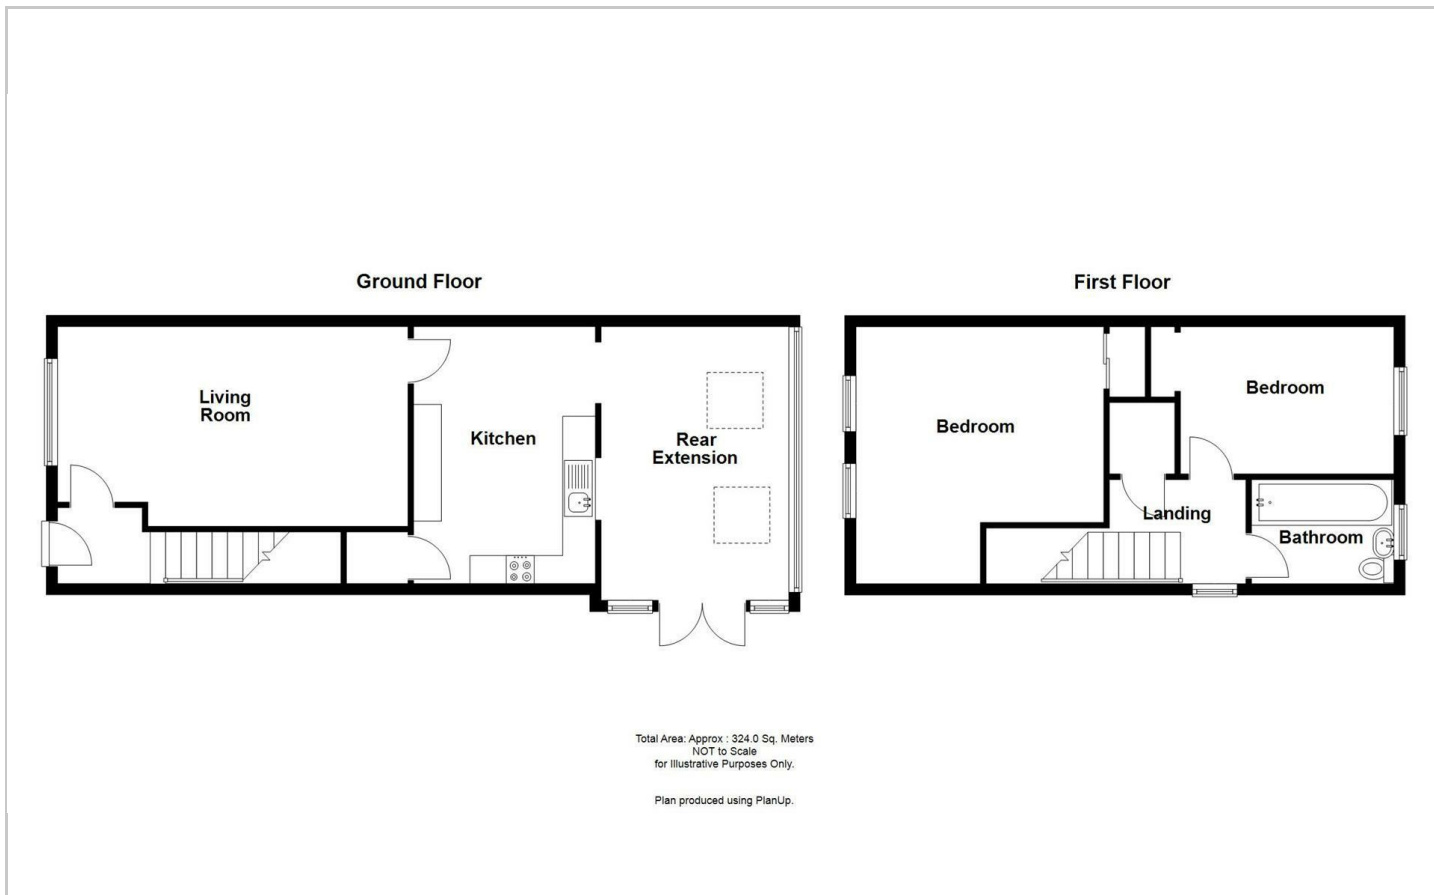 Ground Floor
First Floor
Living
Room
Kitchen
Rear
Extension
Bedroom
Bedroom
Landing
Bathroom
Total Area: Approx : 324.0 Sq. Meters
NOT to Scale
for Illustrative Purposes Only.
Plan produced using PlanUp.